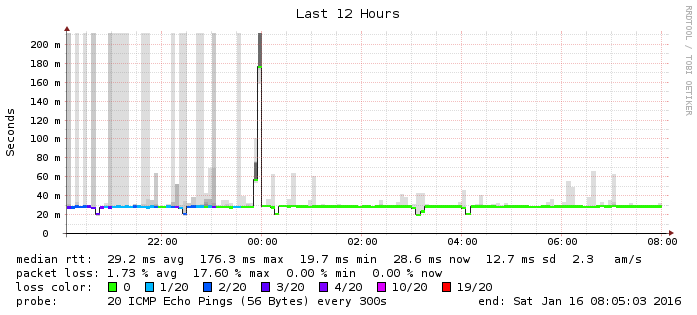 Last 12 Hours
RRDTOOL / TOBI OETIKER
Seconds
200 m
180 m
160 m
140 m
120 m
100 m
80 m
60 m
40 m
20 m
0
22:00 00:00 02:00 04:00 06:00 08:00
median rtt: 29.2 ms avg 176.3 ms max 19.7 ms min 28.6 ms now 12.7 ms sd 2.3 am/s
packet loss: 1.73 % avg 17.60 % max 0.00 % min 0.00 % now
loss color: 0 1/20 2/20 3/20 4/20 10/20 19/20
probe: 20 ICMP Echo Pings (56 Bytes) every 300s end: Sat Jan 16 08:05:03 2016